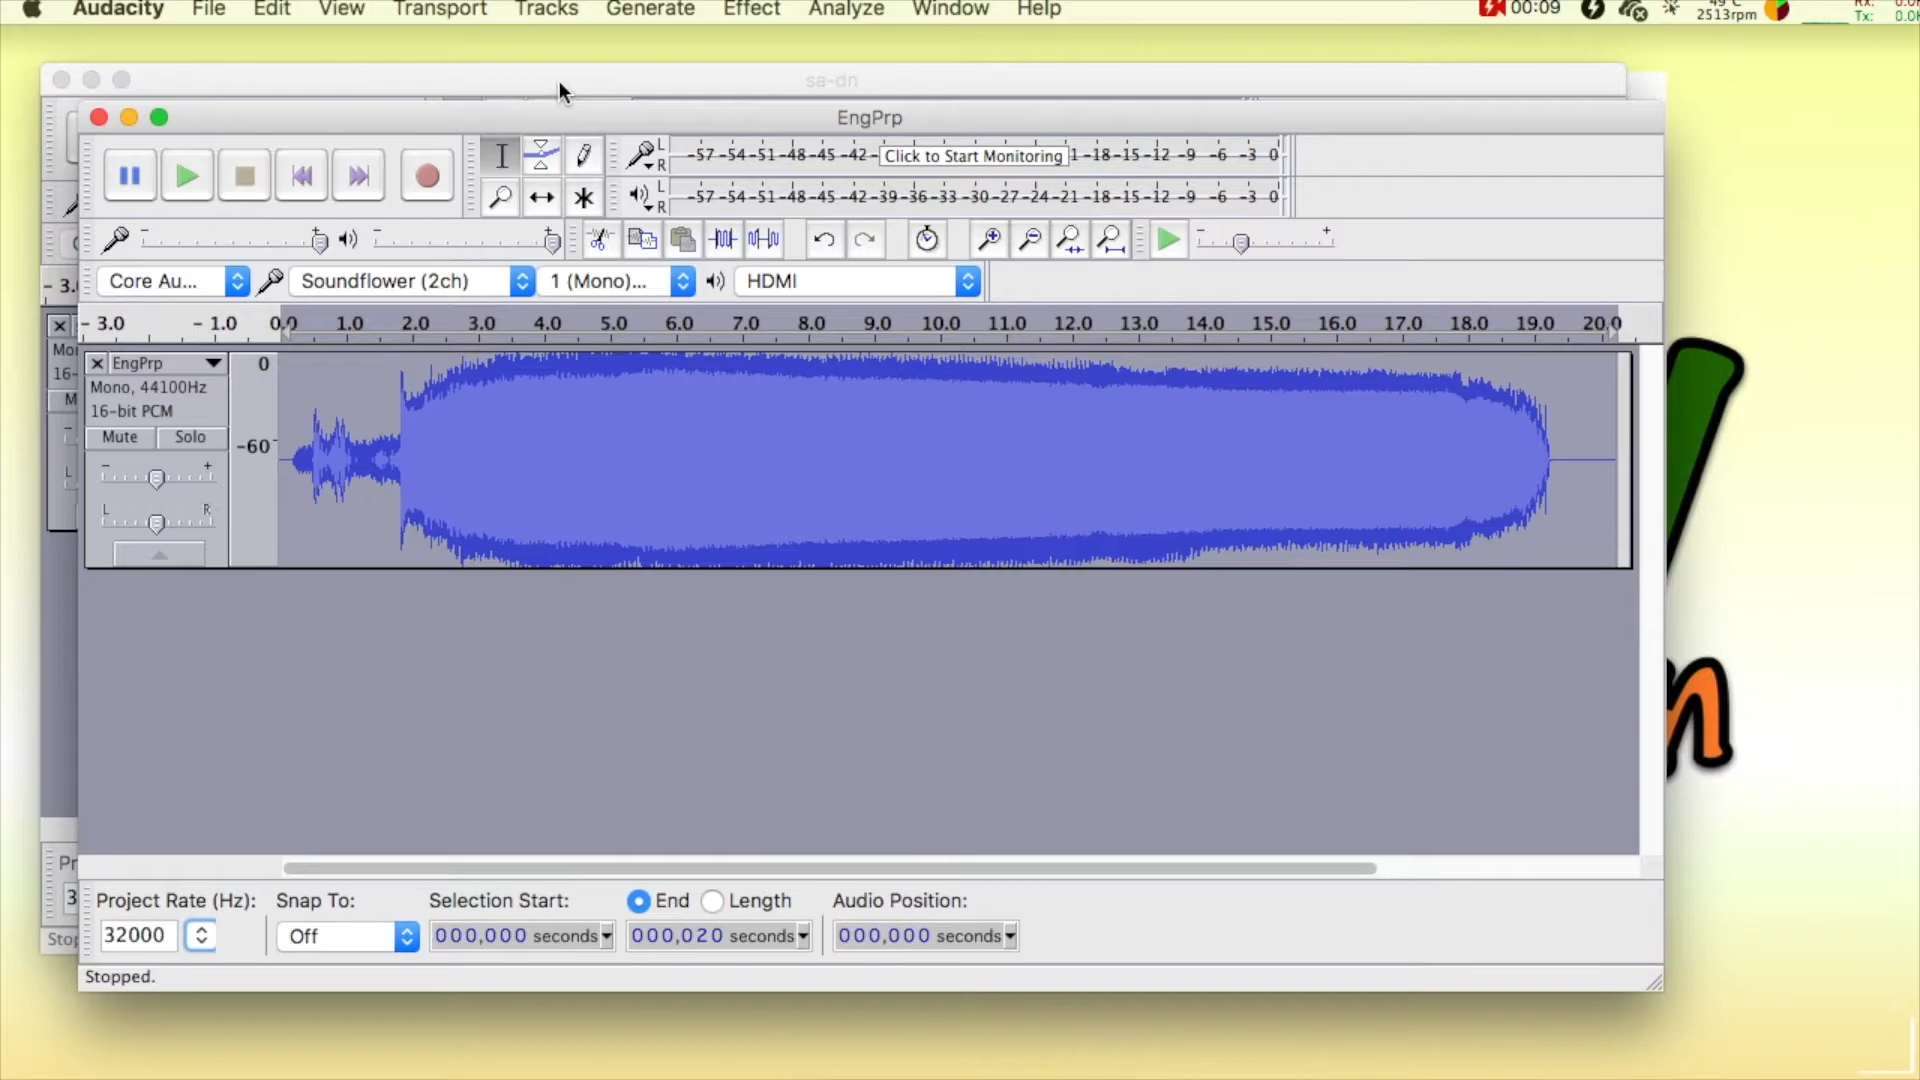 Audacity File Edit View Transport Tracks Generate Effect Analyze Window Help 00:09 49°C 2513rpm Rx: 0.0 Tx: 0.0
sa-dn
EngPrp
L R -57 -54 -51 -48 -45 -42 - Click to Start Monitoring 1 -18 -15 -12 -9 -6 -3 0
L R -57 -54 -51 -48 -45 -42 -39 -36 -33 -30 -27 -24 -21 -18 -15 -12 -9 -6 -3 0
Core Au... Soundflower (2ch) 1 (Mono)... HDMI
- 3.0 - 1.0 0.0 1.0 2.0 3.0 4.0 5.0 6.0 7.0 8.0 9.0 10.0 11.0 12.0 13.0 14.0 15.0 16.0 17.0 18.0 19.0 20.0
EngPrp 0
Mono, 44100Hz
16-bit PCM
Mute Solo -60
L R
Project Rate (Hz): Snap To: Selection Start: End Length Audio Position:
32000 Off 000,000 seconds 000,020 seconds 000,000 seconds
Stopped.
n